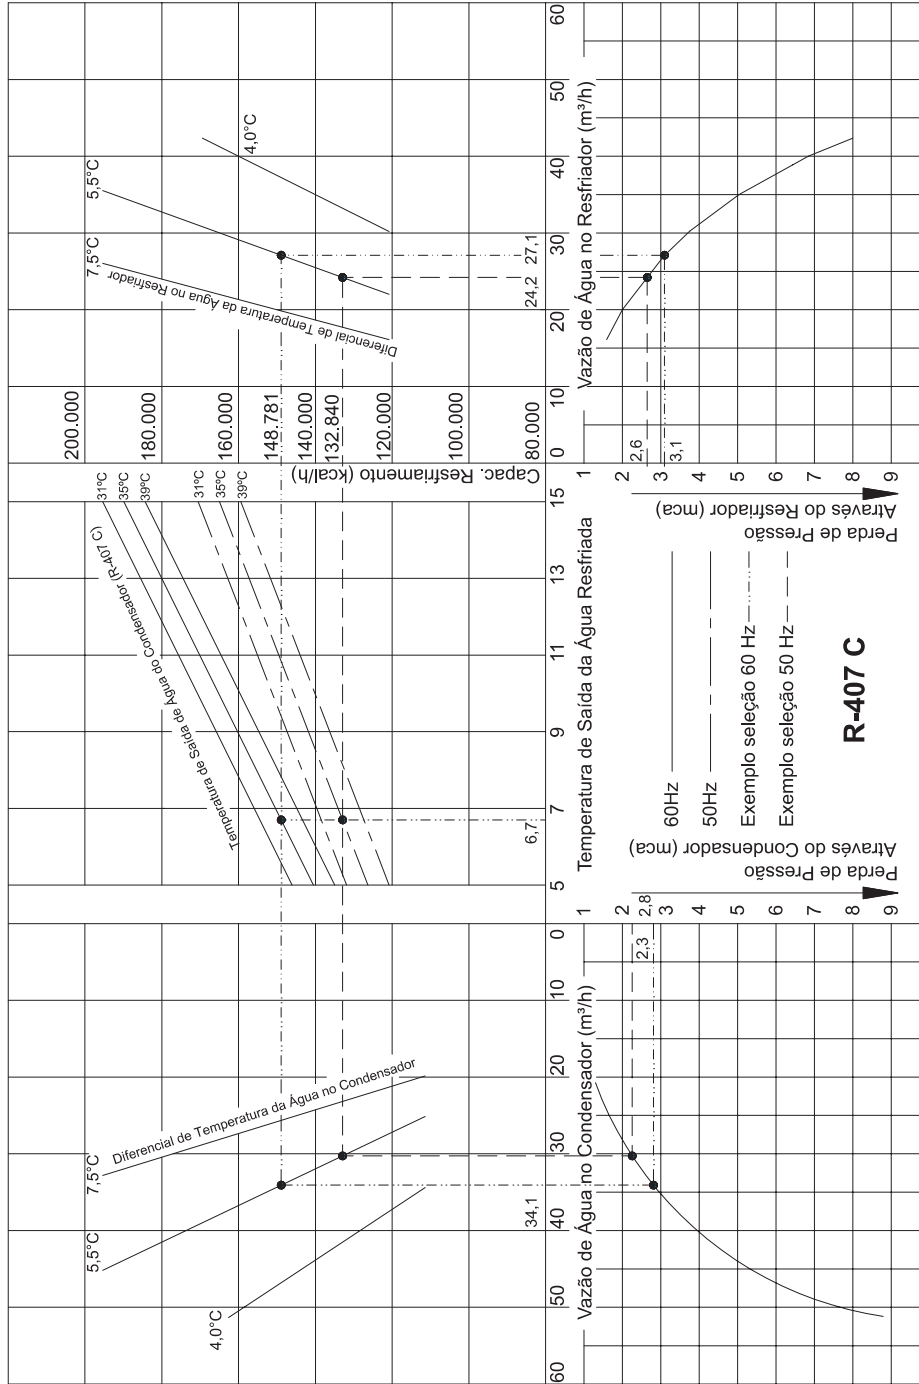 60
50
40
30
20
10
0
Vazão de Água no Resfriador (m³/h)
4,0°C
5,5°C
7,5°C
Diferencial de Temperatura da Água no Resfriador
27,1
24,2
200.000
180.000
160.000
148.781
140.000
132.840
120.000
100.000
80.000
Capac. Resfriamento (kcal/h)
2,6
3,1
1
2
3
4
5
6
7
8
9
Perda de Pressão
Através do Resfriador (mca)
31ºC
35ºC
39ºC
31ºC
35ºC
39ºC
Temperatura de Saída de Água do Condensador (R-407 C)
15
13
11
9
7
5
6,7
Temperatura de Saída da Água Resfriada
60Hz
50Hz
Exemplo seleção 60 Hz
Exemplo seleção 50 Hz
R-407 C
Perda de Pressão
Através do Condensador (mca)
1
2
3
4
5
6
7
8
9
2,8
2,3
0
10
20
30
40
50
60
Vazão de Água no Condensador (m³/h)
34,1
7,5°C
5,5°C
4,0°C
Diferencial de Temperatura da Água no Condensador